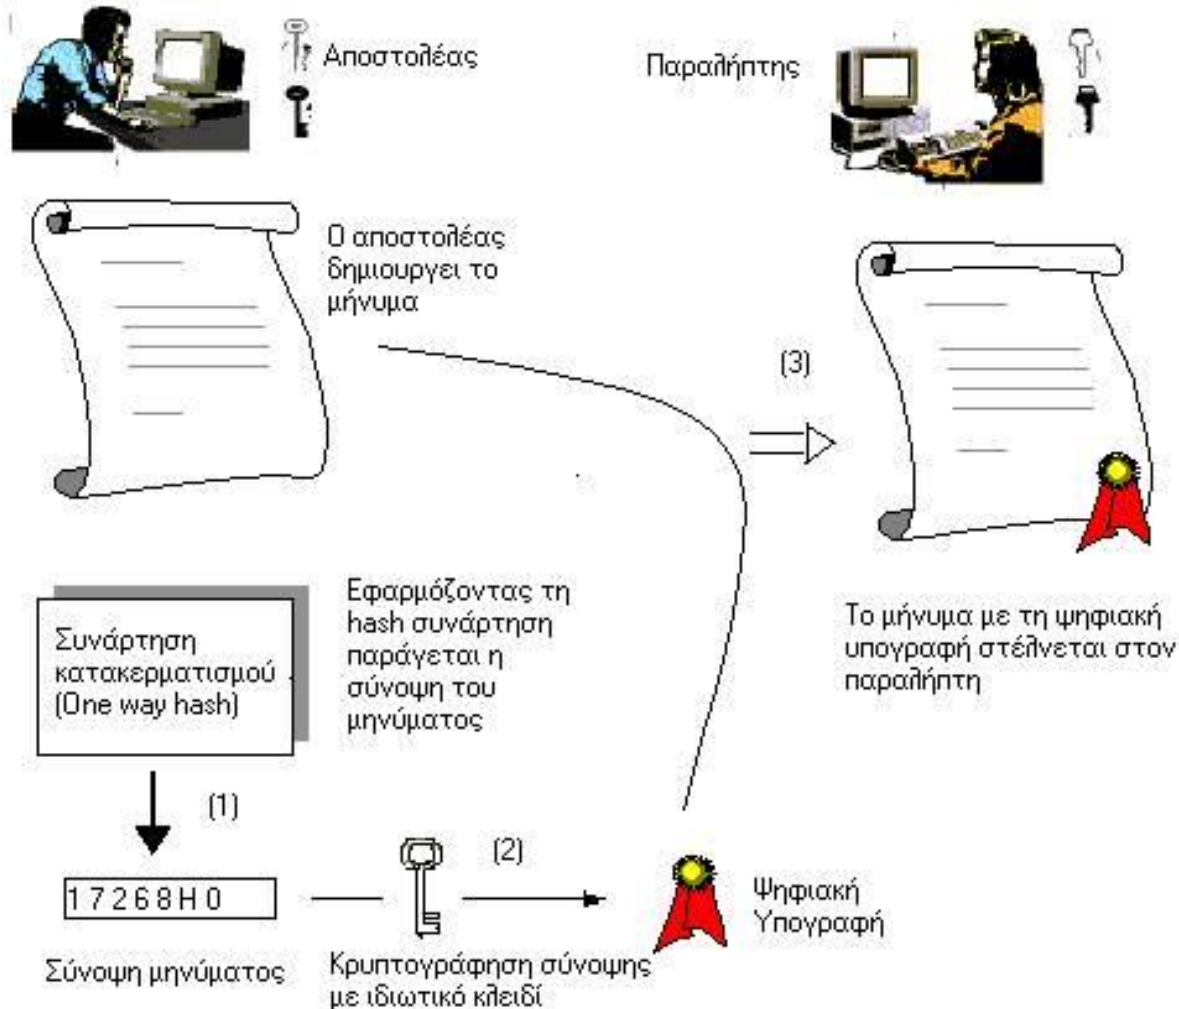 Αποστολέας
Παραλήπτης
Ο αποστολέας
δημιουργει το
μήνυμα
(3)
Συνάρτηση
κατακερματισμού
(One way hash)
Εφαρμόζοντας τη
hash συνάρτηση
παράγεται η
σύνοψη του
μηνύματος
Το μήνυμα με τη ψηφιακή
υπογραφή στέλνεται στον
παραλήπτη
(1)
(2)
17268H0
Ψηφιακή
Υπογραφή
Σύνοψη μηνύματος
Κρυπτογράφηση σύνοψης
με ιδιωτικό κλειδί